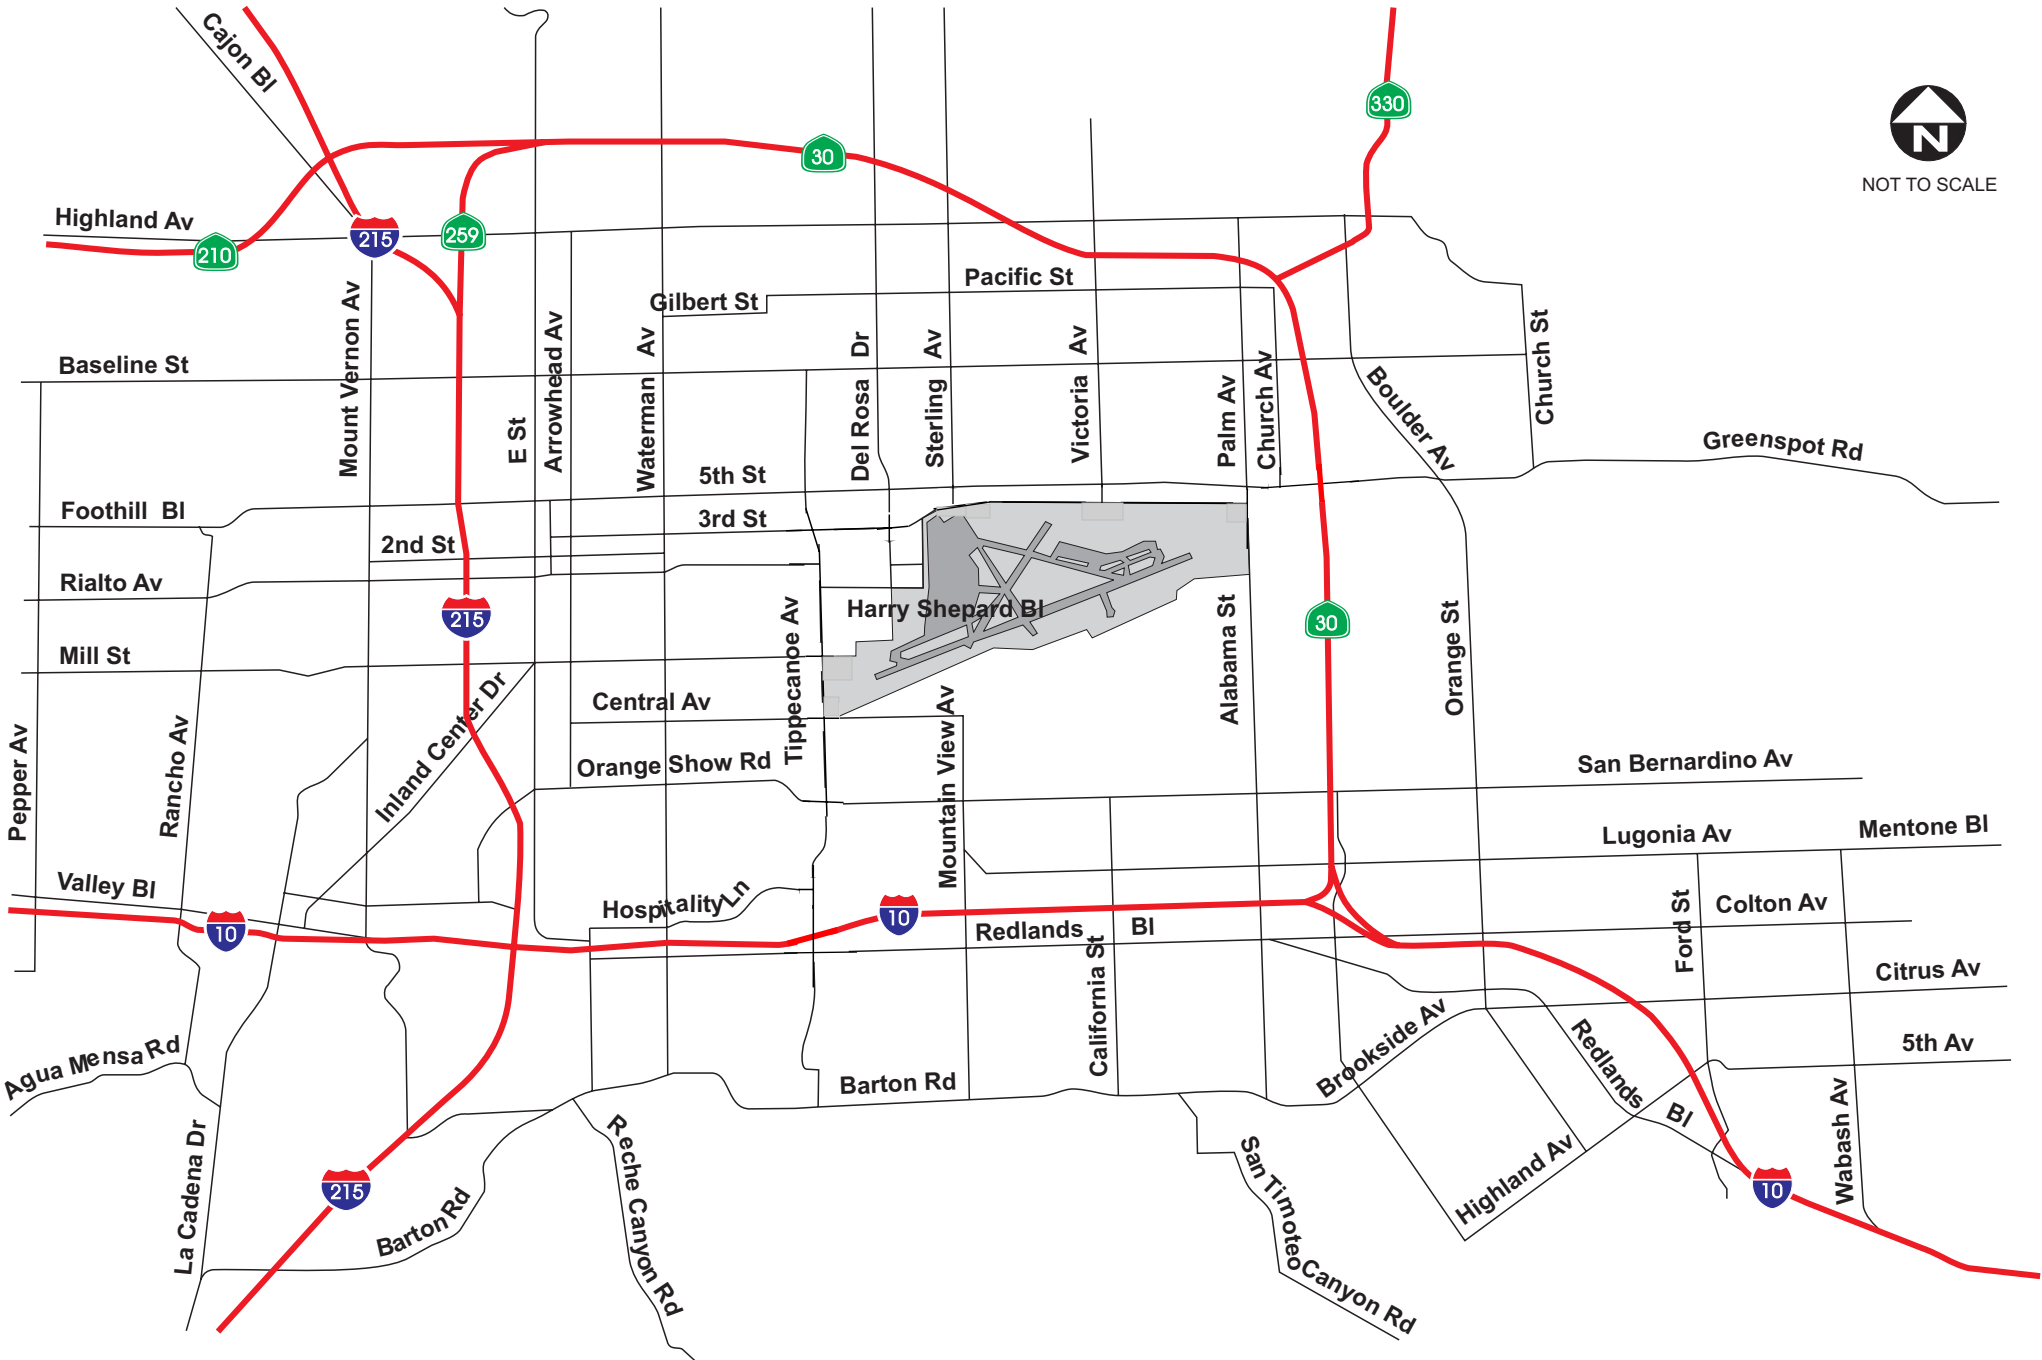 Cajon Bl
330
N
NOT TO SCALE
30
Highland Av
210
215
259
Pacific St
Gilbert St
Baseline St
Mount Vernon Av
E St
Arrowhead Av
Waterman Av
Del Rosa Dr
Sterling Av
Victoria Av
Palm Av
Church Av
Boulder Av
Church St
Greenspot Rd
5th St
Foothill Bl
3rd St
2nd St
Rialto Av
215
Harry Shepard Bl
30
Mill St
Tippecanoe Av
Alabama St
Orange St
Inland Center Dr
Central Av
Mountain View Av
Pepper Av
Rancho Av
Orange Show Rd
San Bernardino Av
Lugonia Av
Mentone Bl
Valley Bl
Hospitality Ln
10
10
Redlands Bl
Ford St
Colton Av
California St
Citrus Av
Brookside Av
Redlands Bl
5th Av
Agua Mensa Rd
Barton Rd
La Cadena Dr
215
Barton Rd
Reche Canyon Rd
San Timoteo Canyon Rd
Highland Av
Wabash Av
10